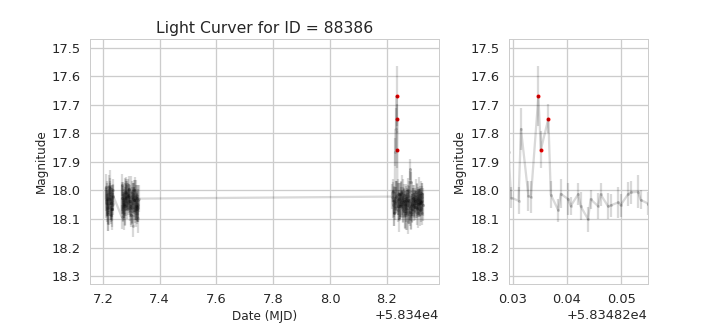 Light Curver for ID = 88386
Magnitude
17.5
17.6
17.7
17.8
17.9
18.0
18.1
18.2
18.3
7.2 7.4 7.6 7.8 8.0 8.2
Date (MJD)
+5.834e4
Magnitude
17.5
17.6
17.7
17.8
17.9
18.0
18.1
18.2
18.3
0.03 0.04 0.05
+5.83482e4